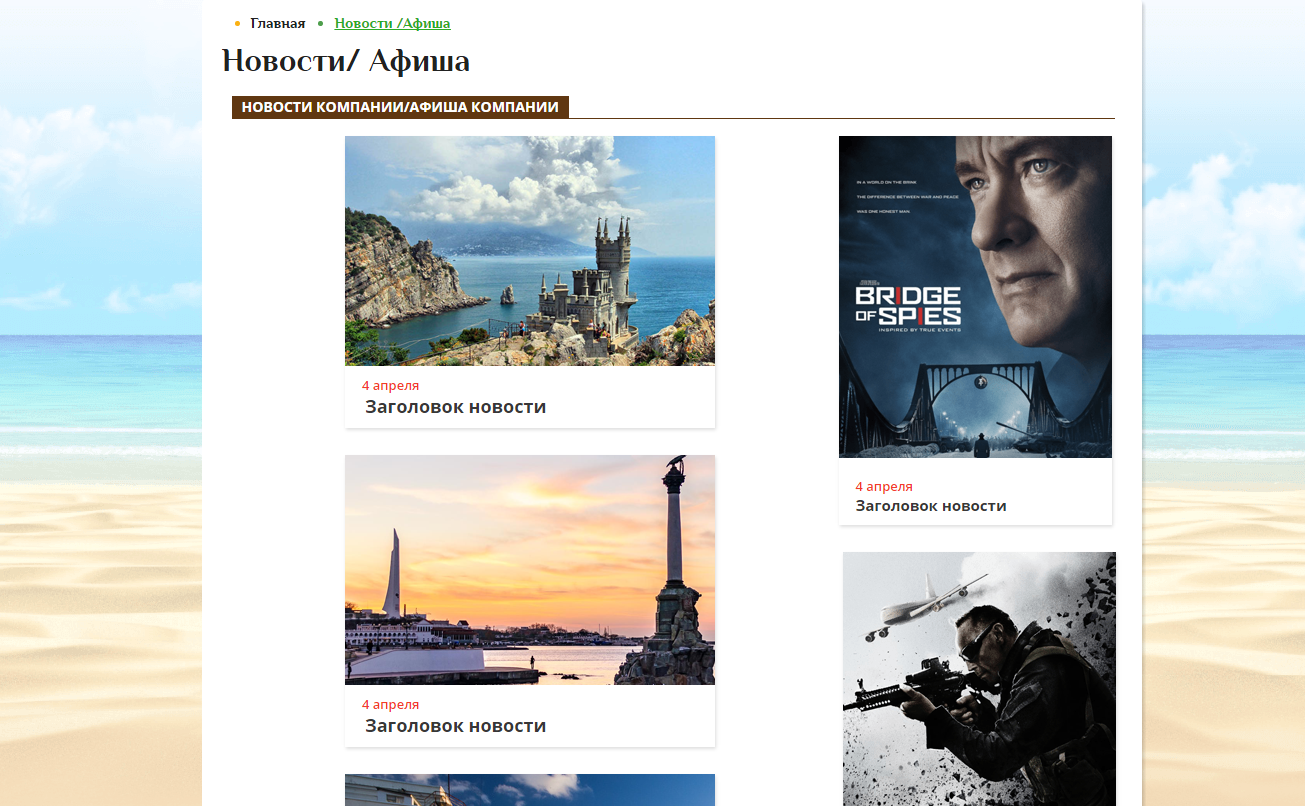 Главная
Новости /Афиша
Новости/ Афиша
НОВОСТИ КОМПАНИИ/АФИША КОМПАНИИ
4 апреля
Заголовок новости
4 апреля
Заголовок новости
IN A WORLD ON THE BRINK
THE DIFFERENCE BETWEEN WAR AND PEACE
WAS ONE HONEST MAN
BRIDGE
OF SPIES
INSPIRED BY TRUE EVENTS
4 апреля
Заголовок новости